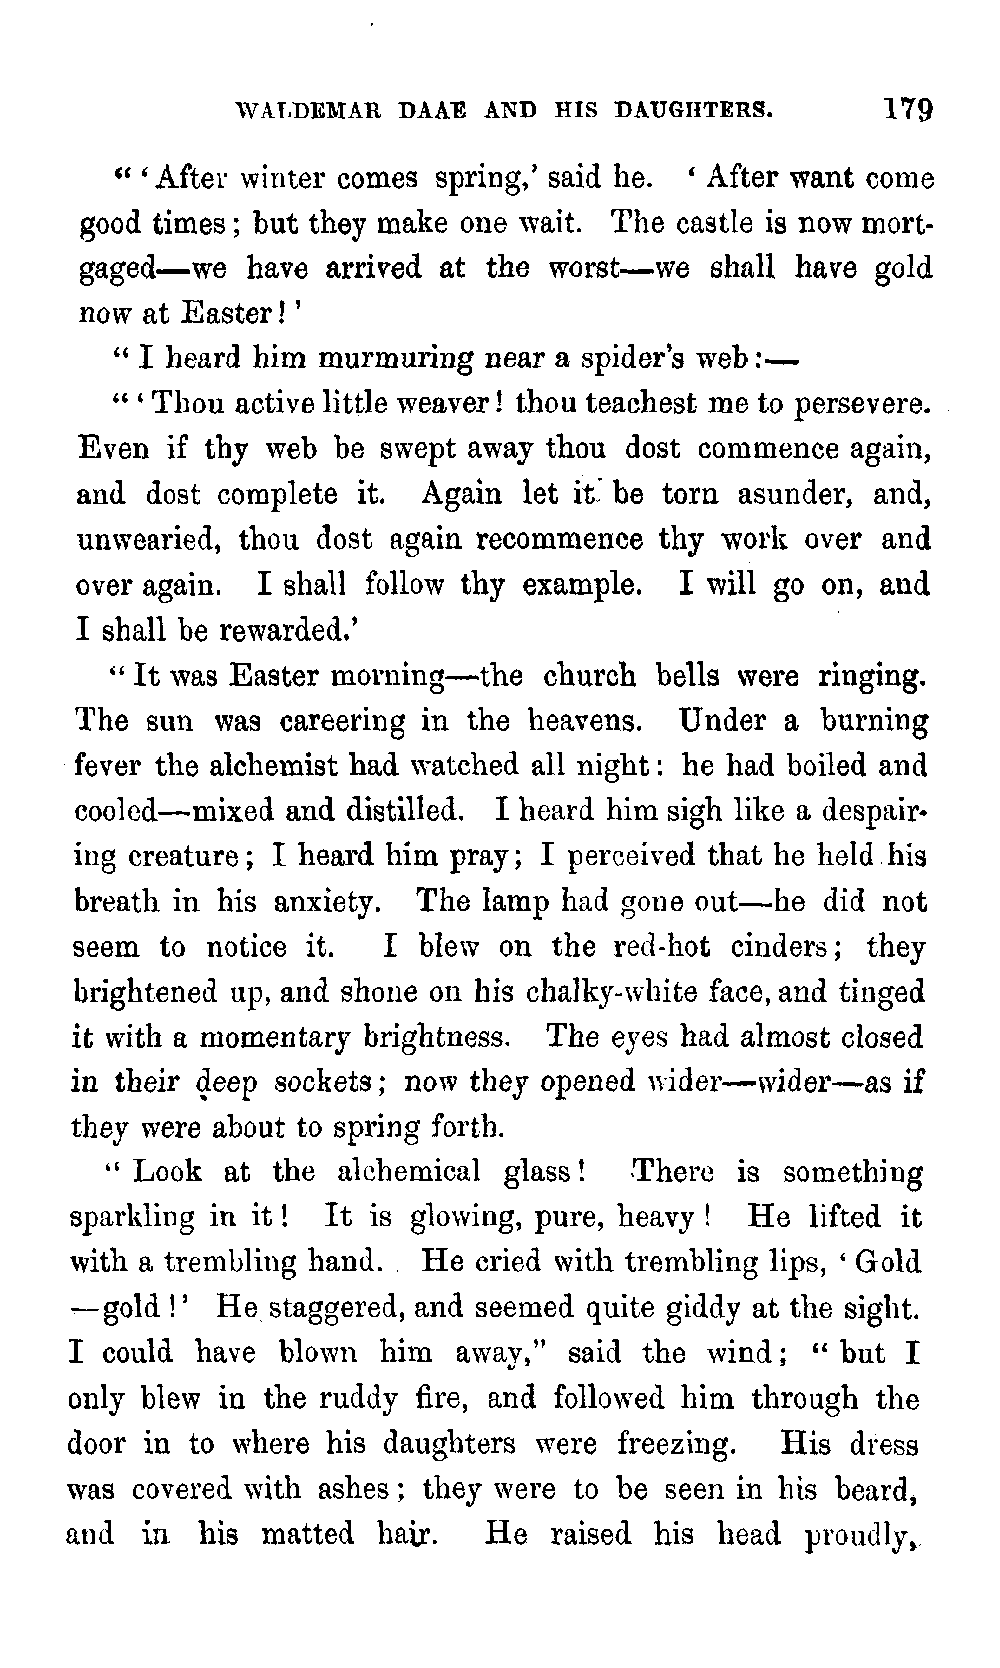 WALDEMAR DAAE AND HIS DAUGHTERS. 179
“ ‘After winter comes spring,’ said he. ‘ After want come
good times ; but they make one wait. The castle is now mort-
gaged—we have arrived at the worst—we shall have gold
now at Easter ! ’
“ I heard him murmuring near a spider’s web :—
“ ‘ Thou active little weaver ! thou teachest me to persevere.
Even if thy web be swept away thou dost commence again,
and dost complete it. Again let it be torn asunder, and,
unwearied, thou dost again recommence thy work over and
over again. I shall follow thy example. I will go on, and
I shall be rewarded.’
“ It was Easter morning—the church bells were ringing.
The sun was careering in the heavens. Under a burning
fever the alchemist had watched all night : he had boiled and
cooled—mixed and distilled. I heard him sigh like a despair-
ing creature ; I heard him pray ; I perceived that he held his
breath in his anxiety. The lamp had gone out—he did not
seem to notice it. I blew on the red-hot cinders ; they
brightened up, and shone on his chalky-white face, and tinged
it with a momentary brightness. The eyes had almost closed
in their deep sockets ; now they opened wider—wider—as if
they were about to spring forth.
“ Look at the alchemical glass ! There is something
sparkling in it ! It is glowing, pure, heavy ! He lifted it
with a trembling hand. He cried with trembling lips, ‘ Gold
—gold ! ’ He staggered, and seemed quite giddy at the sight.
I could have blown him away,” said the wind ; “ but I
only blew in the ruddy fire, and followed him through the
door in to where his daughters were freezing. His dress
was covered with ashes ; they were to be seen in his beard,
and in his matted hair. He raised his head proudly,